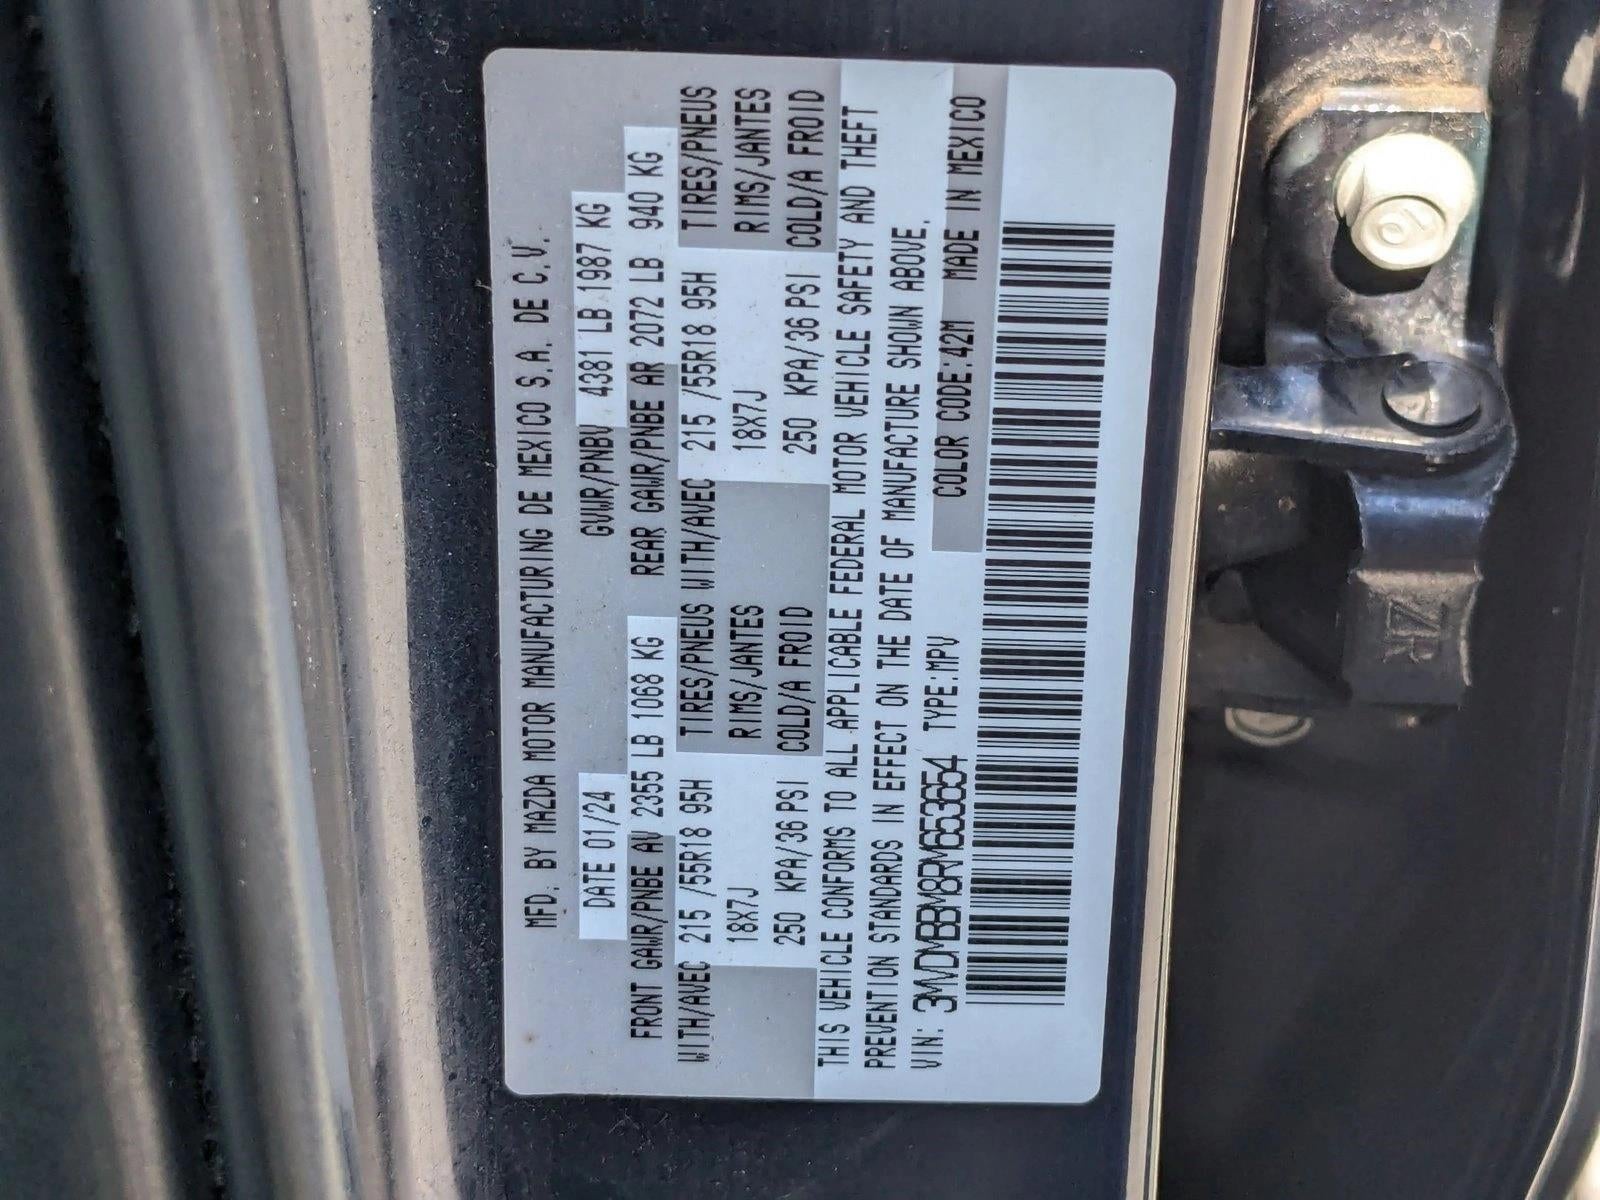 MFD. BY MAZDA MOTOR MANUFACTURING DE MEXICO S.A. DE C.V.
DATE 01/24 GVWR/PNBV 4381 LB 1987 KG
FRONT GAWR/PNBE AV 2355 LB 1068 KG REAR GAWR/PNBE AR 2072 LB 940 KG
WITH/AVEC 215 /55R18 95H TIRES/PNEUS WITH/AVEC 215 /55R18 95H TIRES/PNEUS
18X7J RIMS/JANTES 18X7J RIMS/JANTES
250 KPA/36 PSI COLD/A FROID 250 KPA/36 PSI COLD/A FROID
THIS VEHICLE CONFORMS TO ALL APPLICABLE FEDERAL MOTOR VEHICLE SAFETY AND THEFT
PREVENTION STANDARDS IN EFFECT ON THE DATE OF MANUFACTURE SHOWN ABOVE.
VIN: 3MVDMBBM8RM653654 TYPE:MPV COLOR CODE:42M MADE IN MEXICO
ZR